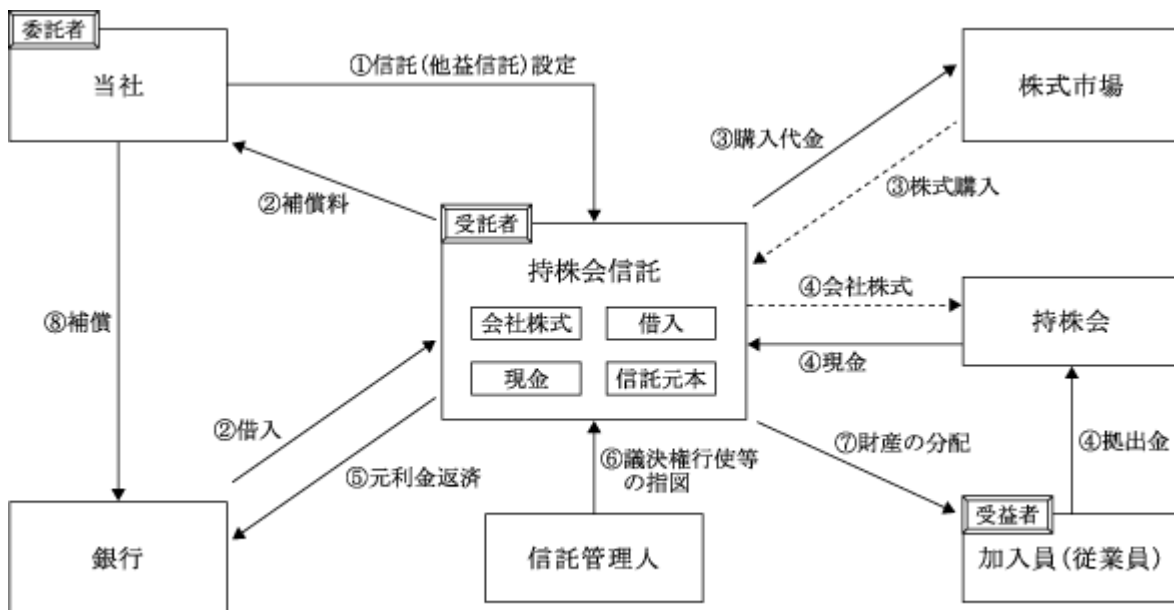 委託者
当社
①信託(他益信託)設定
株式市場
③購入代金
③株式購入
②補償料
受託者
持株会信託
会社株式
借入
現金
信託元本
④会社株式
④現金
持株会
⑧補償
②借入
⑤元利金返済
⑥議決権行使等
の指図
⑦財産の分配
④拠出金
銀行
信託管理人
受益者
加入員(従業員)